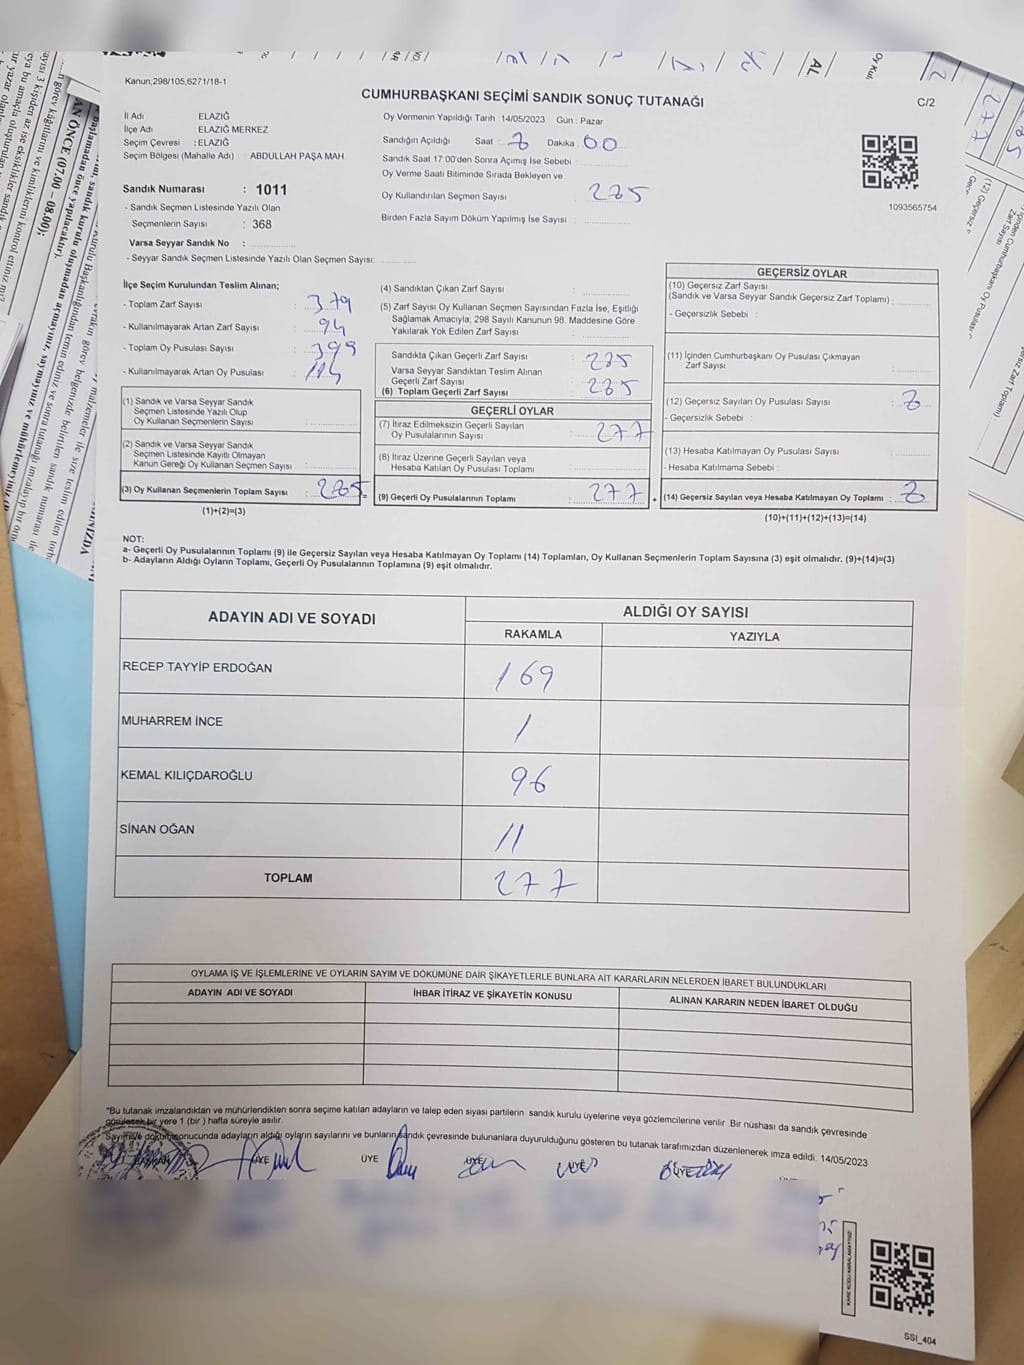 Kanun;298/105,6271/18-1
CUMHURBAŞKANI SEÇİMİ SANDIK SONUÇ TUTANAĞI
C/2
İl Adı : ELAZIĞ
İlçe Adı : ELAZIĞ MERKEZ
Seçim Çevresi : ELAZIĞ
Seçim Bölgesi (Mahalle Adı) : ABDULLAH PAŞA MAH.
Sandık Numarası : 1011
- Sandık Seçmen Listesinde Yazılı Olan
Seçmenlerin Sayısı : 368
Varsa Seyyar Sandık No :
- Seyyar Sandık Seçmen Listesinde Yazılı Olan Seçmen Sayısı:
Oy Vermenin Yapıldığı Tarih : 14/05/2023 Gün : Pazar
Sandığın Açıldığı Saat : Dakika : 00
Sandık Saat 17:00'den Sonra Açımış İse Sebebi :
Oy Verme Saati Bitiminde Sırada Bekleyen ve
Oy Kullandırılan Seçmen Sayısı :
Birden Fazla Sayım Döküm Yapılmış İse Sayısı :
1093565754
İlçe Seçim Kurulundan Teslim Alınan;
- Toplam Zarf Sayısı : 379
- Kullanılmayarak Artan Zarf Sayısı : 94
- Toplam Oy Pusulası Sayısı : 399
- Kullanılmayarak Artan Oy Pusulası : 114
(1) Sandık ve Varsa Seyyar Sandık
Seçmen Listesinde Yazılı Olup
Oy Kullanan Seçmenlerin Sayısı :
(2) Sandık ve Varsa Seyyar Sandık
Seçmen Listesinde Kayıtlı Olmayan
Kanun Gereği Oy Kullanan Seçmen Sayısı :
(3) Oy Kullanan Seçmenlerin Toplam Sayısı : =
(1)+(2)=(3)
(4) Sandıktan Çıkan Zarf Sayısı :
(5) Zarf Sayısı Oy Kullanan Seçmen Sayısından Fazla İse, Eşitliği
Sağlamak Amacıyla; 298 Sayılı Kanunun 98. Maddesine Göre
Yakılarak Yok Edilen Zarf Sayısı :
Sandıkta Çıkan Geçerli Zarf Sayısı :
Varsa Seyyar Sandıktan Teslim Alınan
Geçerli Zarf Sayısı :
(6) Toplam Geçerli Zarf Sayısı :
GEÇERLİ OYLAR
(7) İtiraz Edilmeksizin Geçerli Sayılan
Oy Pusulalarının Sayısı : 277
(8) İtiraz Üzerine Geçerli Sayılan veya
Hesaba Katılan Oy Pusulası Toplamı :
(9) Geçerli Oy Pusulalarının Toplamı : 277 +
GEÇERSİZ OYLAR
(10) Geçersiz Zarf Sayısı
(Sandık ve Varsa Seyyar Sandık Geçersiz Zarf Toplamı) :
- Geçersizlik Sebebi :
(11) İçinden Cumhurbaşkanı Oy Pusulası Çıkmayan
Zarf Sayısı :
(12) Geçersiz Sayılan Oy Pusulası Sayısı :
- Geçersizlik Sebebi :
(13) Hesaba Katılmayan Oy Pusulası Sayısı :
- Hesaba Katılmama Sebebi :
(14) Geçersiz Sayılan veya Hesaba Katılmayan Oy Toplamı :
(10)+(11)+(12)+(13)=(14)
NOT:
a- Geçerli Oy Pusulalarının Toplamı (9) ile Geçersiz Sayılan veya Hesaba Katılmayan Oy Toplamı (14) Toplamları, Oy Kullanan Seçmenlerin Toplam Sayısına (3) eşit olmalıdır. (9)+(14)=(3)
b- Adayların Aldığı Oyların Toplamı, Geçerli Oy Pusulalarının Toplamına (9) eşit olmalıdır.
ADAYIN ADI VE SOYADI
ALDIĞI OY SAYISI
RAKAMLA YAZIYLA
RECEP TAYYİP ERDOĞAN 169
MUHARREM İNCE 1
KEMAL KILIÇDAROĞLU 96
SİNAN OĞAN 11
TOPLAM 277
OYLAMA İŞ VE İŞLEMLERİNE VE OYLARIN SAYIM VE DÖKÜMÜNE DAİR ŞİKAYETLERLE BUNLARA AİT KARARLARIN NELERDEN İBARET BULUNDUKLARI
ADAYIN ADI VE SOYADI İHBAR İTİRAZ VE ŞİKAYETİN KONUSU ALINAN KARARIN NEDEN İBARET OLDUĞU
*Bu tutanak imzalandıktan ve mühürlendikten sonra seçime katılan adayların ve talep eden siyasi partilerin sandık kurulu üyelerine veya gözlemcilerine verilir .Bir nüshası da sandık çevresinde
görülecek bir yere 1 (bir ) hafta süreyle asılır.
Sayım ve döküm sonucunda adayların aldığı oyların sayılarını ve bunların sandık çevresinde bulunanlara duyurulduğunu gösteren bu tutanak tarafımızdan düzenlenerek imza edildi. 14/05/2023
BAŞKAN ÜYE ÜYE ÜYE ÜYE ÜYE
SSI_404